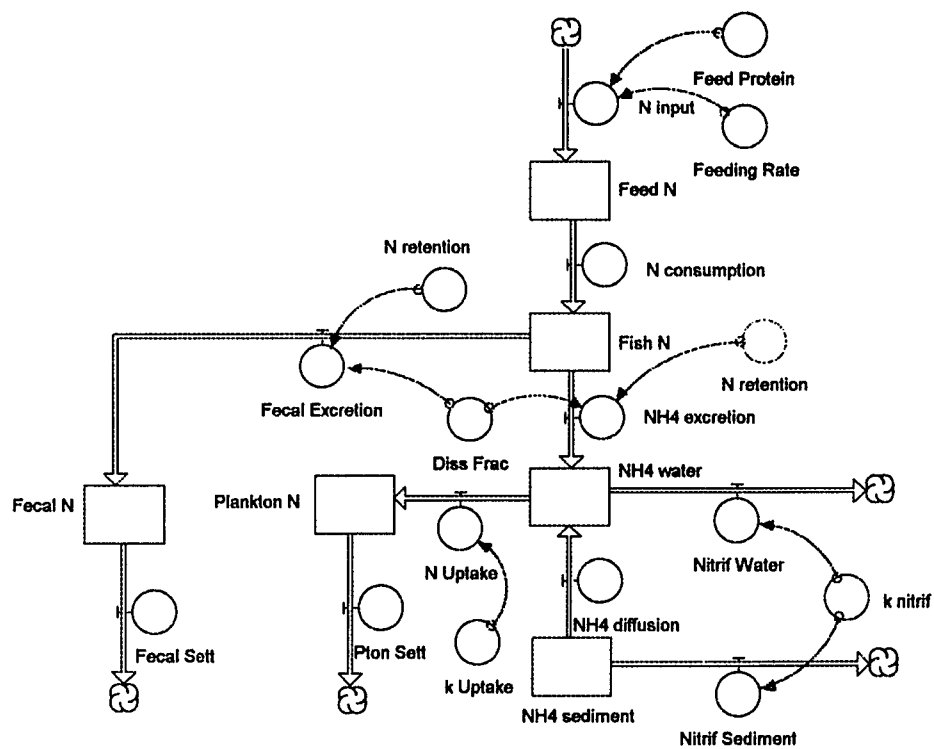 Feed Protein
N input
Feeding Rate
Feed N
N retention
N consumption
Fish N
N retention
Fecal Excretion
NH4 excretion
Diss Frac
NH4 water
Fecal N
Plankton N
N Uptake
Nitrif Water
k nitrif
NH4 diffusion
Fecal Sett
Pton Sett
k Uptake
NH4 sediment
Nitrif Sediment